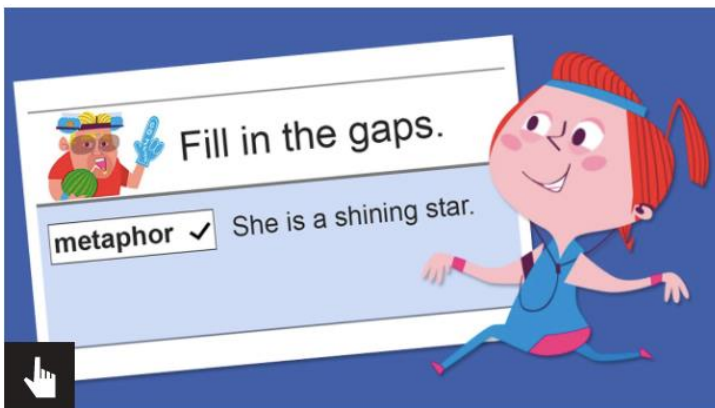 Fill in the gaps.
metaphor ✓ She is a shining star.